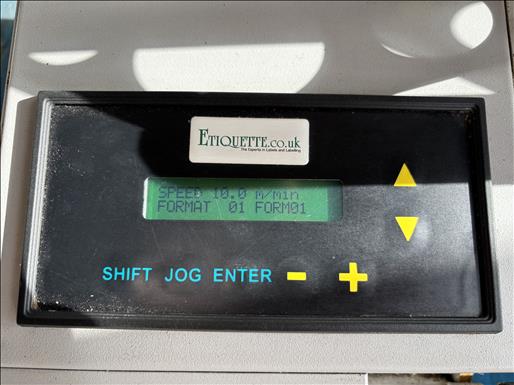 ETIQUETTE.co.uk
The Experts in Labels and Labelling
SPEED 10.0 M/min
FORMAT 01 FORM01
SHIFT JOG ENTER - +